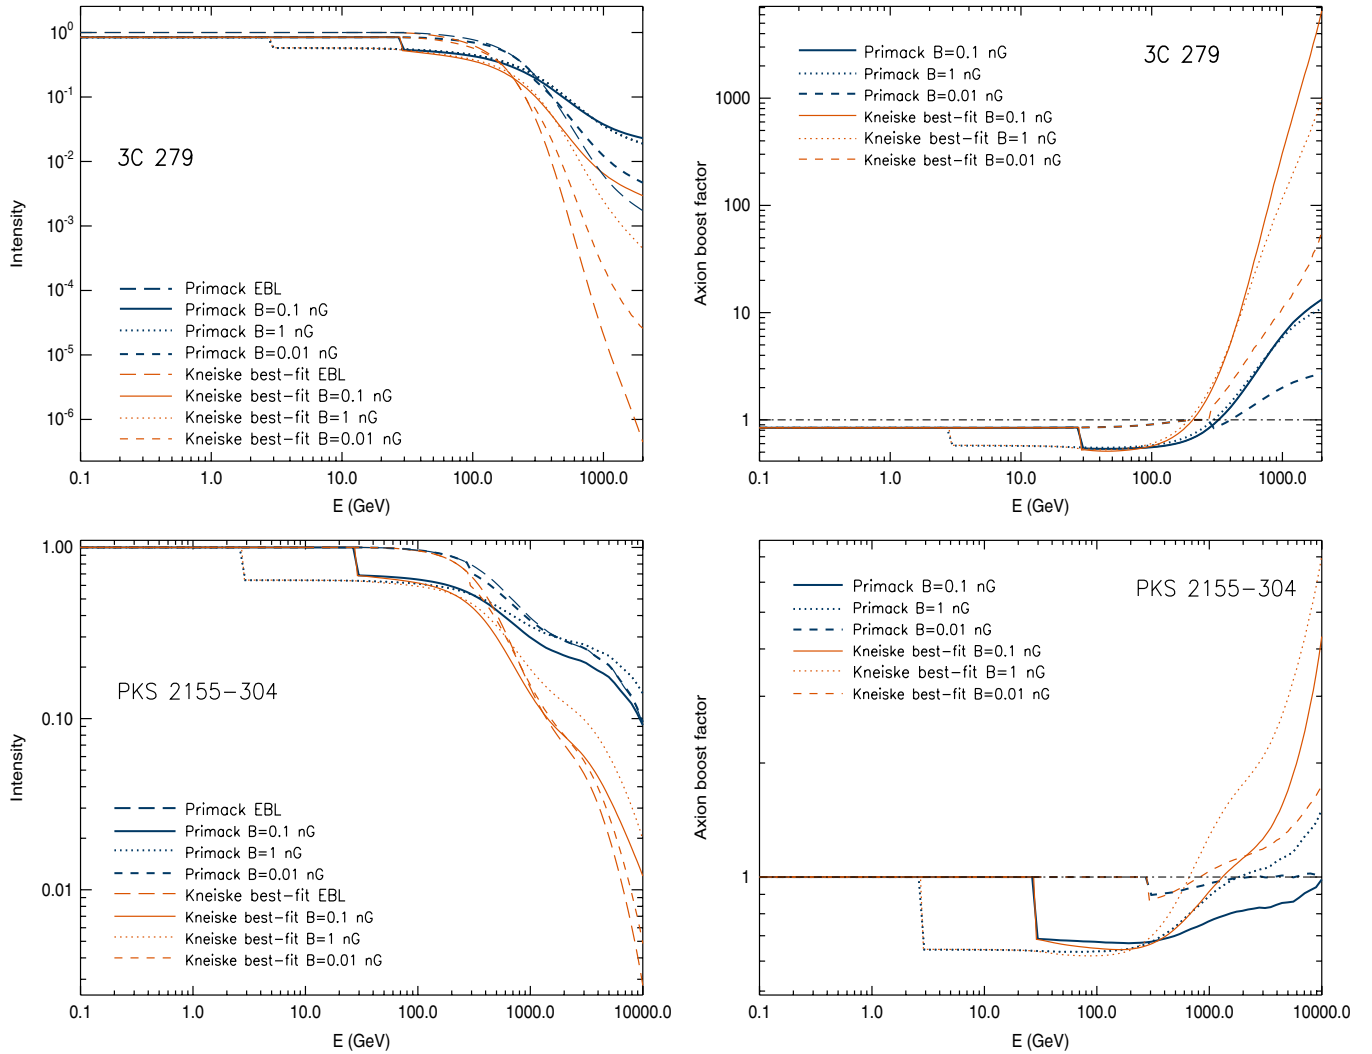 10^0
10^-1
10^-2
10^-3
10^-4
10^-5
10^-6
Intensity
3C 279
Primack EBL
Primack B=0.1 nG
Primack B=1 nG
Primack B=0.01 nG
Kneiske best-fit EBL
Kneiske best-fit B=0.1 nG
Kneiske best-fit B=1 nG
Kneiske best-fit B=0.01 nG
0.1 1.0 10.0 100.0 1000.0
E (GeV)
1000
100
10
1
Axion boost factor
3C 279
Primack B=0.1 nG
Primack B=1 nG
Primack B=0.01 nG
Kneiske best-fit B=0.1 nG
Kneiske best-fit B=1 nG
Kneiske best-fit B=0.01 nG
0.1 1.0 10.0 100.0 1000.0
E (GeV)
1.00
0.10
0.01
Intensity
PKS 2155-304
Primack EBL
Primack B=0.1 nG
Primack B=1 nG
Primack B=0.01 nG
Kneiske best-fit EBL
Kneiske best-fit B=0.1 nG
Kneiske best-fit B=1 nG
Kneiske best-fit B=0.01 nG
0.1 1.0 10.0 100.0 1000.0 10000.0
E (GeV)
1
Axion boost factor
PKS 2155-304
Primack B=0.1 nG
Primack B=1 nG
Primack B=0.01 nG
Kneiske best-fit B=0.1 nG
Kneiske best-fit B=1 nG
Kneiske best-fit B=0.01 nG
0.1 1.0 10.0 100.0 1000.0 10000.0
E (GeV)